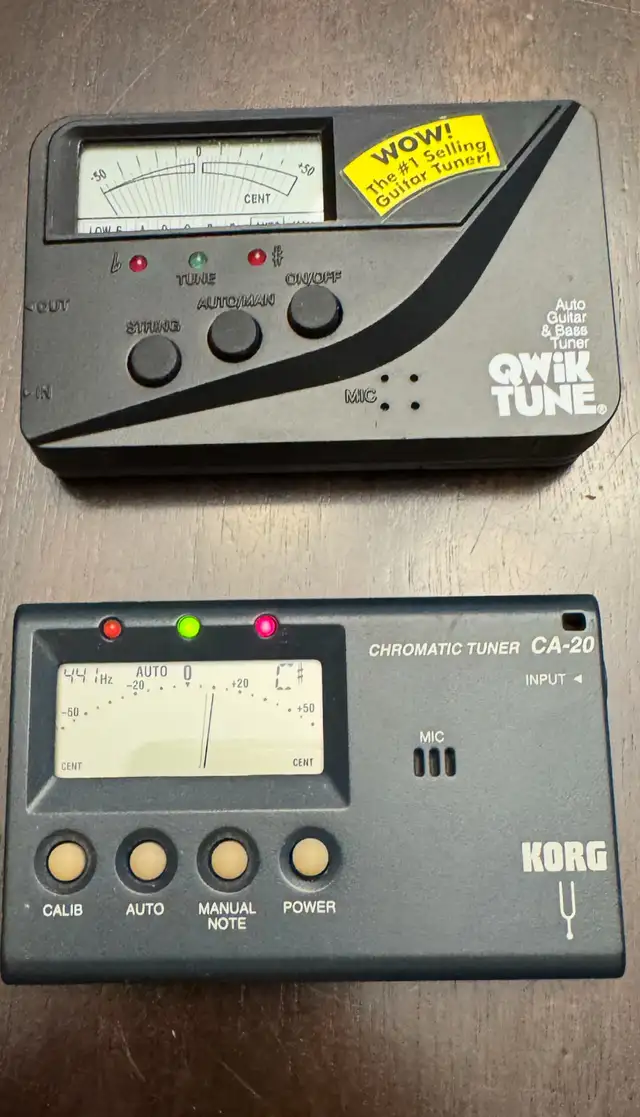 0
-50
+50
CENT
WOW!
The #1 Selling
Guitar Tuner!
♭
TUNE
#
ON/OFF
AUTO/MAN
STRING
OUT
IN
MIC
Auto
Guitar
& Bass
Tuner
QWiK
TUNE®
441Hz
AUTO
0
C#
-20
+20
-50
+50
CENT
CENT
CHROMATIC TUNER CA-20
INPUT
MIC
KORG
CALIB
AUTO
MANUAL
NOTE
POWER